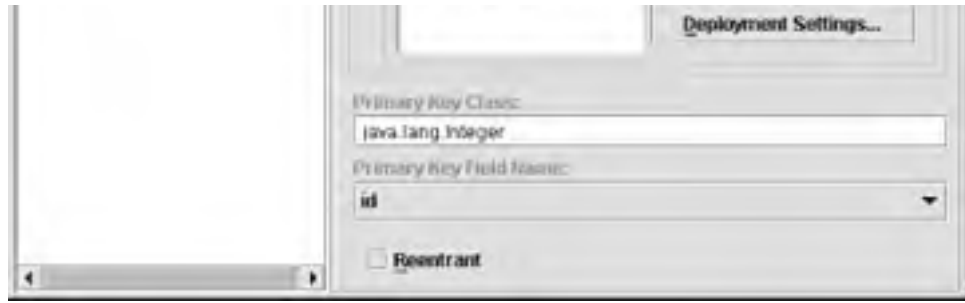 Deployment Settings...
Primary Key Class:
java.lang.Integer
Primary Key Field Name:
id
Reentrant